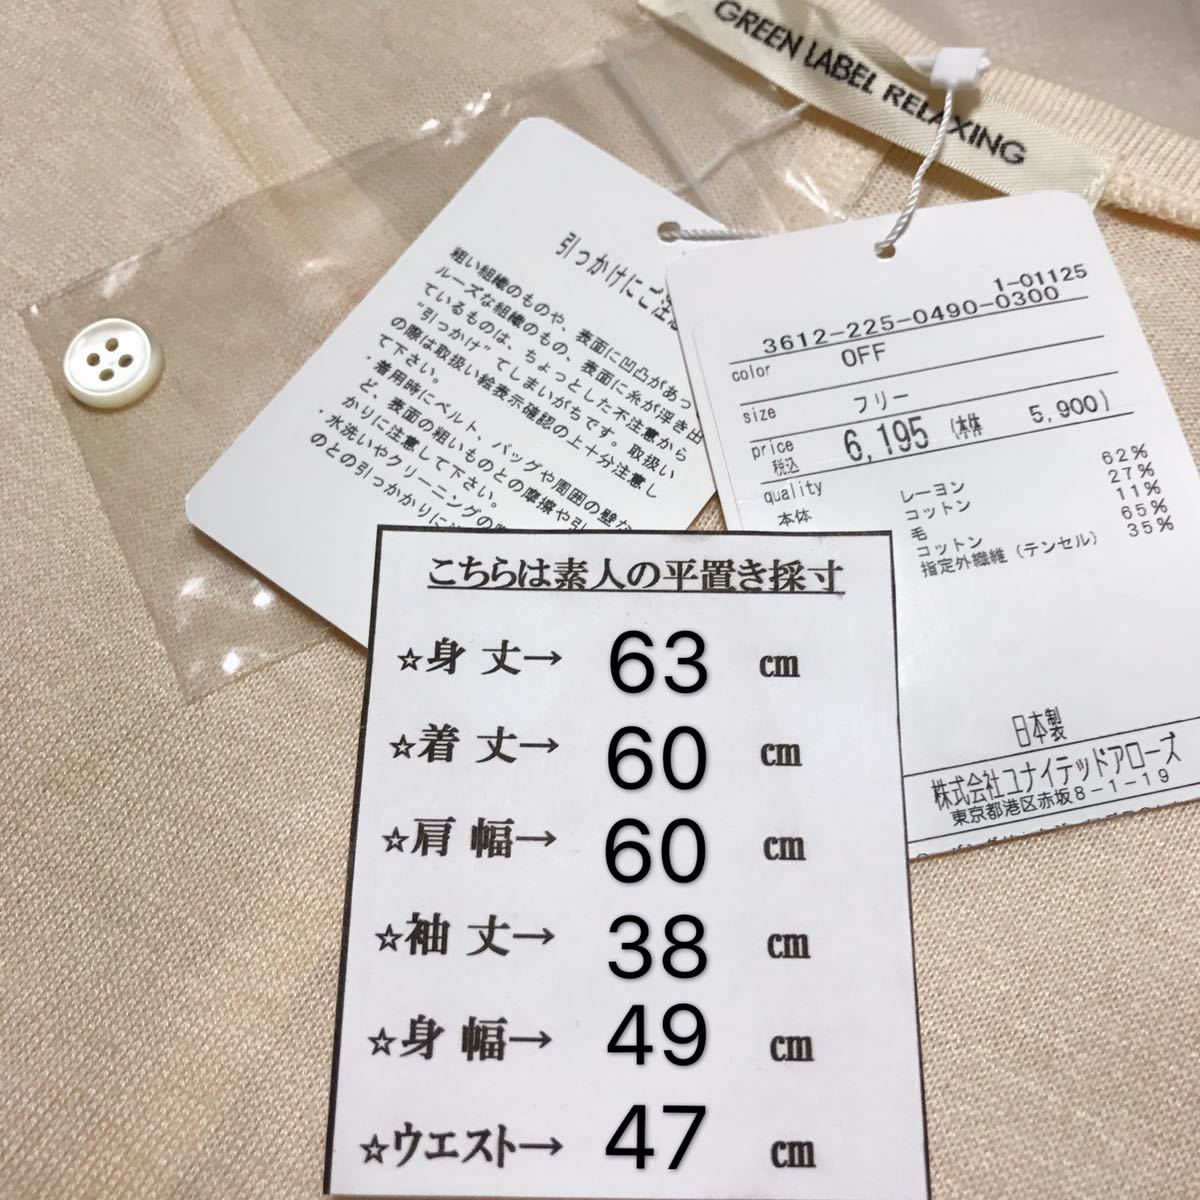 GREEN LABEL RELAXING
引っかけにご注
粗い組織のものや、表面に凹凸があっ
ルーズな組織のもの、表面に糸が浮き出
ているものは、ちょっとした不注意から
"引っかけ"てしまいがちです。取扱い
の際は取扱い絵表示確認の上十分注意し
て下さい。
・着用時にベルト、バッグや周囲の壁な
ど、表面の粗いものとの摩擦や引
かりに注意して下さい。
・水洗いやクリーニングの
のとの引っかかりに
1-01125
3612-225-0490-0300
color OFF
size フリー
price 6,195 (本体 5,900)
税込
quality
本体 レーヨン 62%
コットン 27%
毛 11%
コットン 65%
指定外繊維(テンセル) 35%
日本製
株式会社ユナイテッドアローズ
東京都港区赤坂8-1-19
こちらは素人の平置き採寸
☆身 丈→ 63 cm
☆着 丈→ 60 cm
☆肩 幅→ 60 cm
☆袖 丈→ 38 cm
☆身 幅→ 49 cm
☆ウエスト→ 47 cm